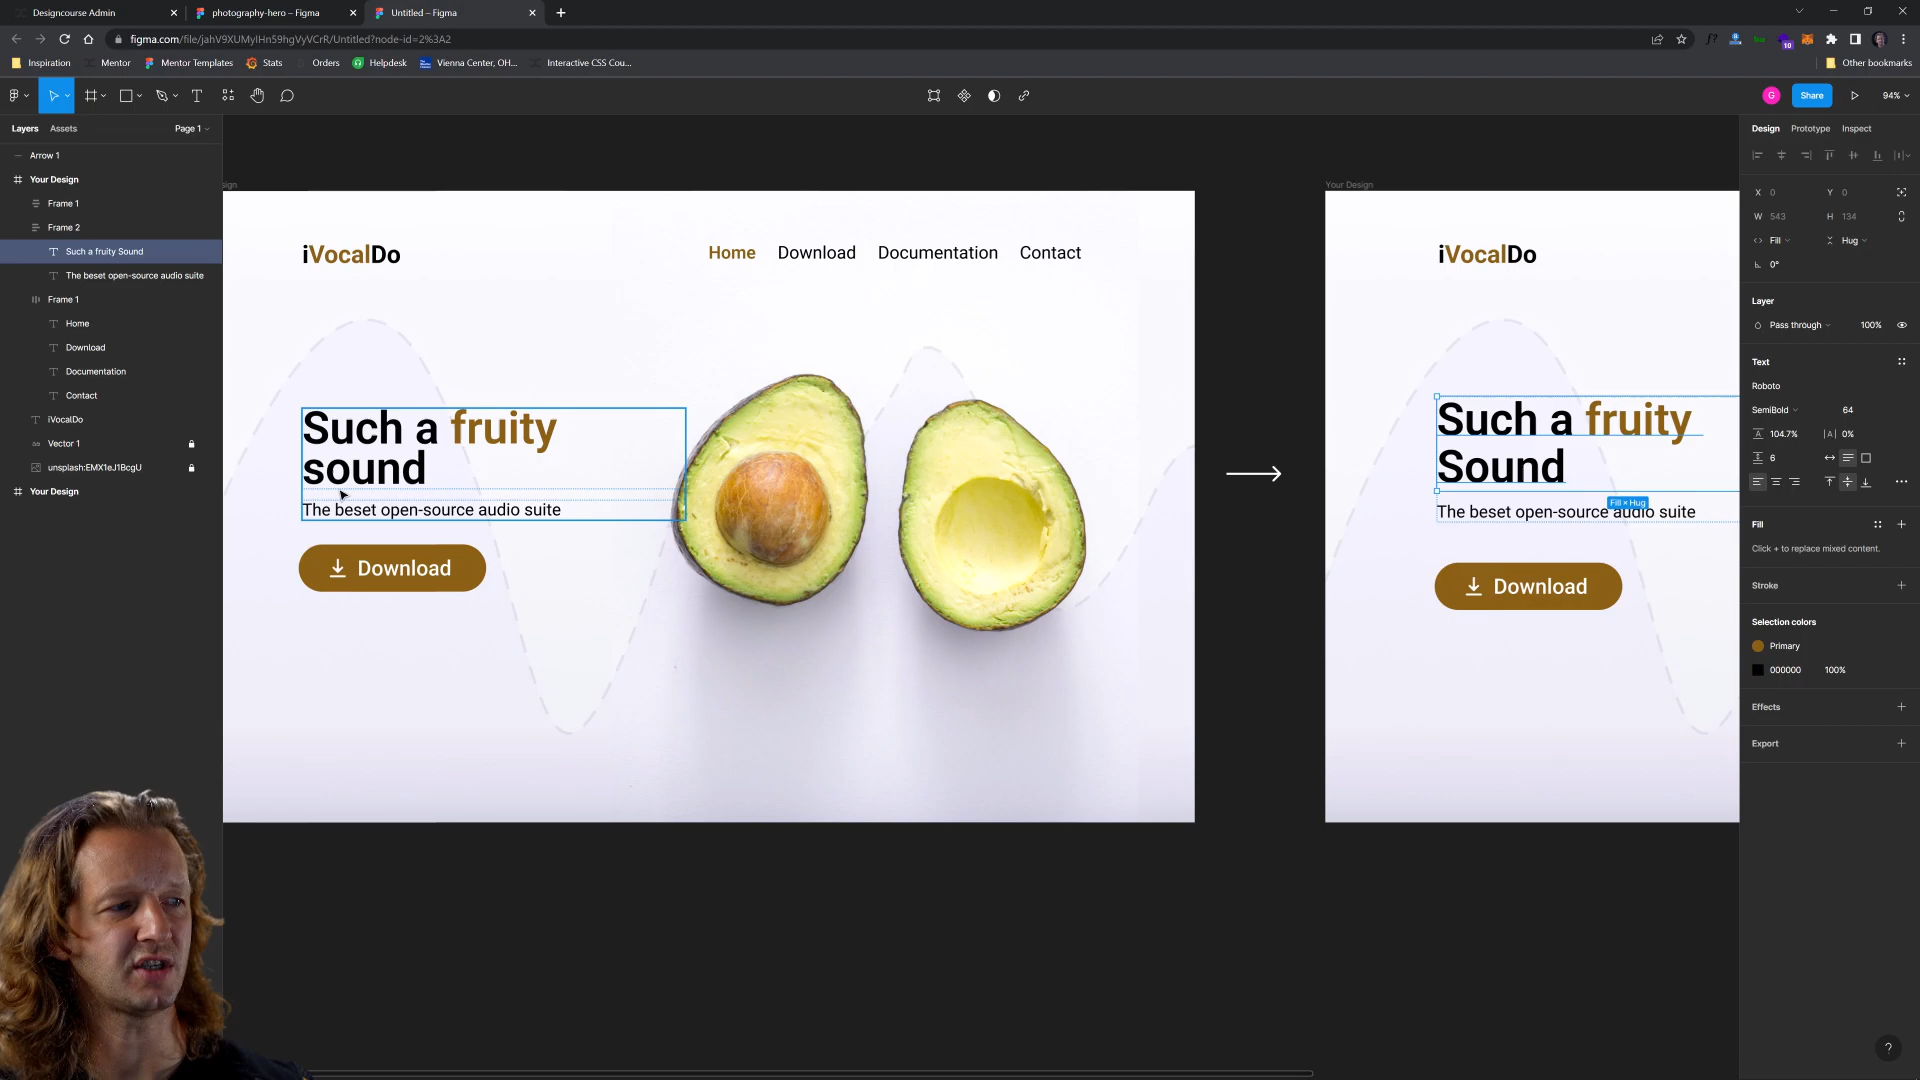 Designcourse Admin
photography-hero – Figma
Untitled – Figma
figma.com/file/jahV9XUMyIHn59hgVyVCrR/Untitled?node-id=2%3A2
Inspiration
Mentor
Mentor Templates
Stats
Orders
Helpdesk
Vienna Center, OH...
Interactive CSS Cou...
Other bookmarks
10
G
Share
94%
Layers
Assets
Page 1
Arrow 1
Your Design
Frame 1
Frame 2
Such a fruity Sound
The beset open-source audio suite
Frame 1
Home
Download
Documentation
Contact
iVocalDo
Vector 1
unsplash:EMX1eJ1BcgU
Your Design
sign
iVocalDo
Home Download Documentation Contact
Such a fruity
sound
The beset open-source audio suite
Download
Your Design
iVocalDo
Such a fruity
Sound
Fill × Hug
The beset open-source audio suite
Download
Design
Prototype
Inspect
X 0
Y 0
W 543
H 134
Fill
Hug
0°
Layer
Pass through
100%
Text
Roboto
SemiBold
64
104.7%
0%
6
Fill
Click + to replace mixed content.
Stroke
Selection colors
Primary
000000
100%
Effects
Export
?